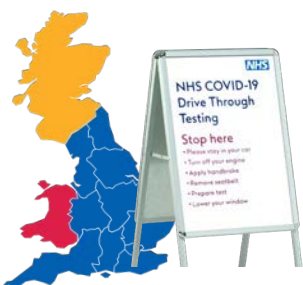 NHS
NHS COVID-19
Drive Through
Testing
Stop here
• Please stay in your car
• Turn off your engine
• Apply handbrake
• Remove seatbelt
• Prepare test
• Lower your window